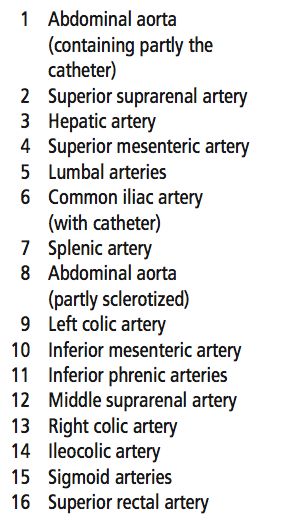 1 Abdominal aorta
(containing partly the
catheter)
2 Superior suprarenal artery
3 Hepatic artery
4 Superior mesenteric artery
5 Lumbal arteries
6 Common iliac artery
(with catheter)
7 Splenic artery
8 Abdominal aorta
(partly sclerotized)
9 Left colic artery
10 Inferior mesenteric artery
11 Inferior phrenic arteries
12 Middle suprarenal artery
13 Right colic artery
14 Ileocolic artery
15 Sigmoid arteries
16 Superior rectal artery